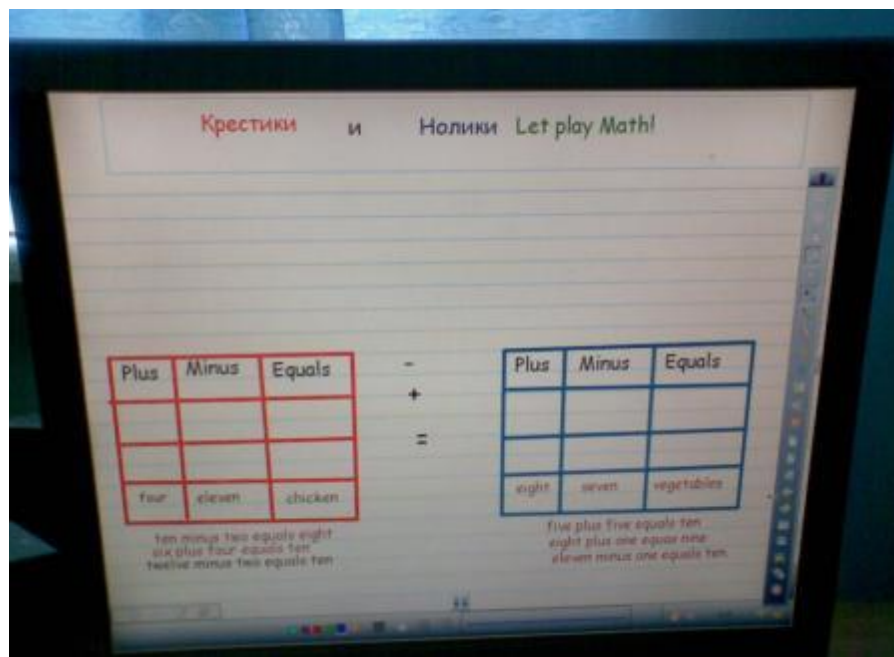 Крестики и Нолики Let play Math!
Plus Minus Equals
four eleven chicken
ten minus two equals eight
six plus four equals ten
twelve minus two equals ten
-
+
=
Plus Minus Equals
eight seven vegetables
five plus five equals ten
eight plus one equas nine
eleven minus one equals ten